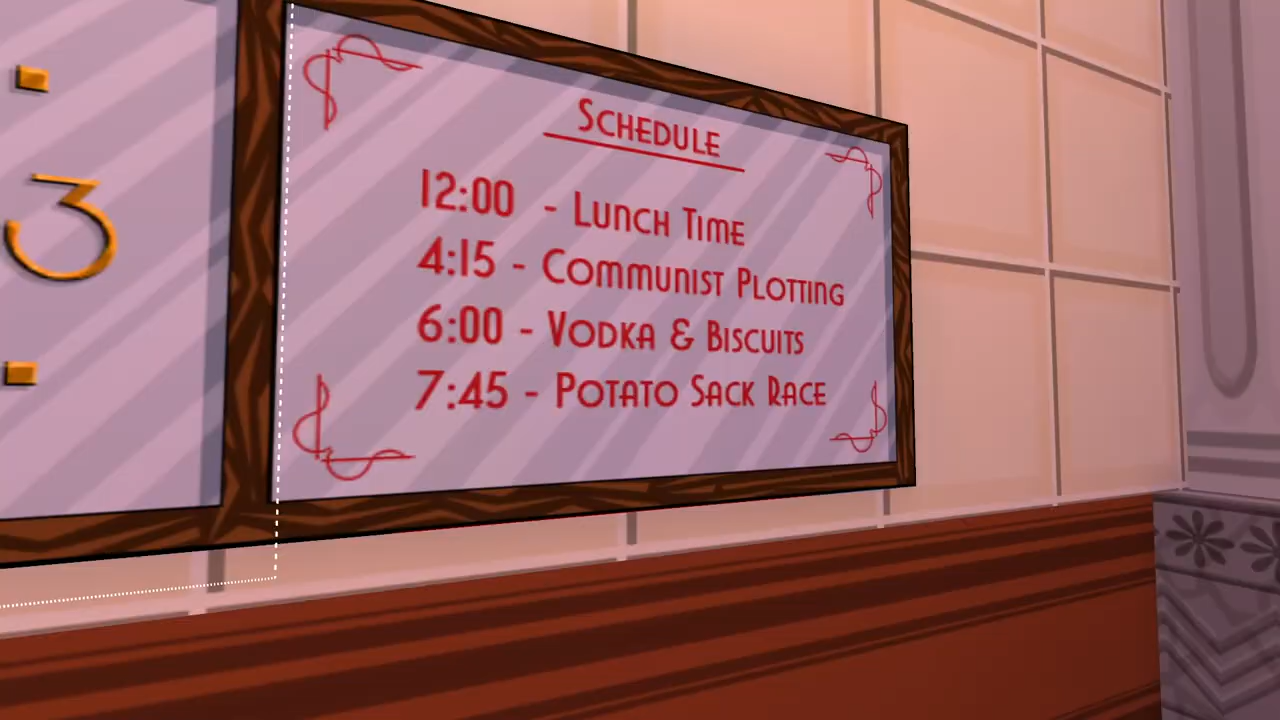 3
SCHEDULE
12:00 - LUNCH TIME
4:15 - COMMUNIST PLOTTING
6:00 - VODKA & BISCUITS
7:45 - POTATO SACK RACE